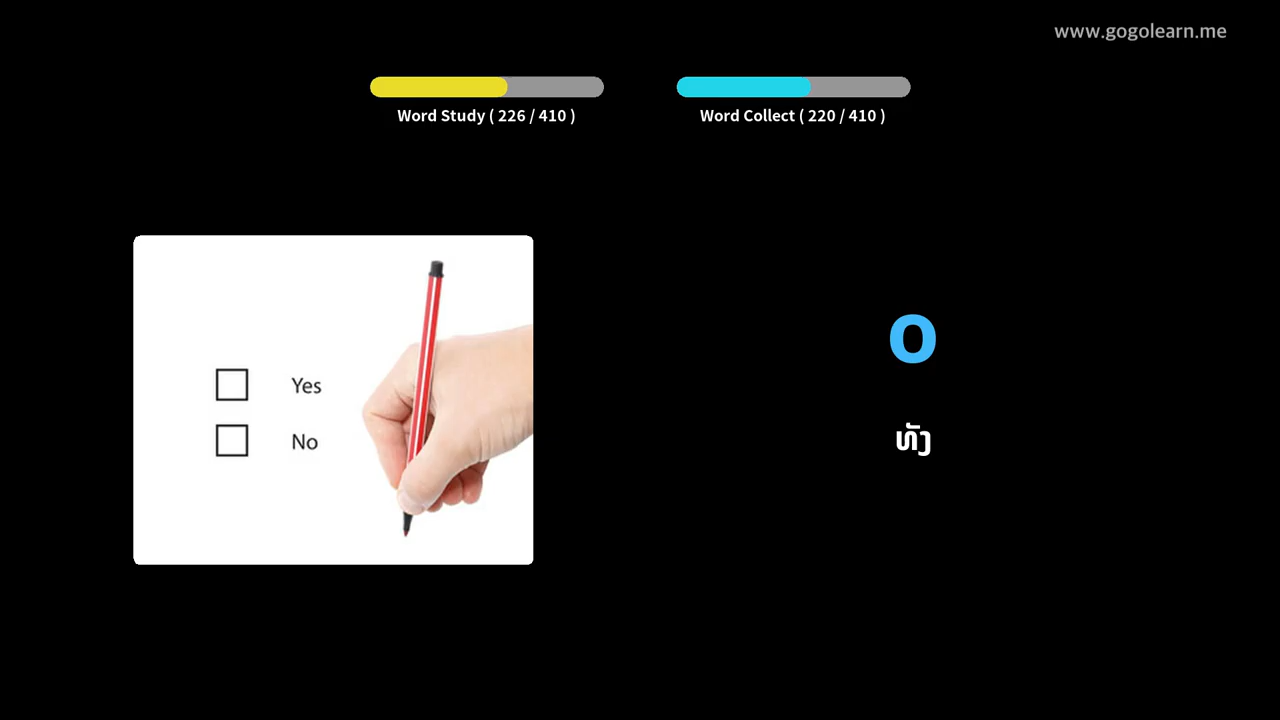 www.gogolearn.me
Word Study ( 226 / 410 )
Word Collect ( 220 / 410 )
Yes
No
o
ທັງ